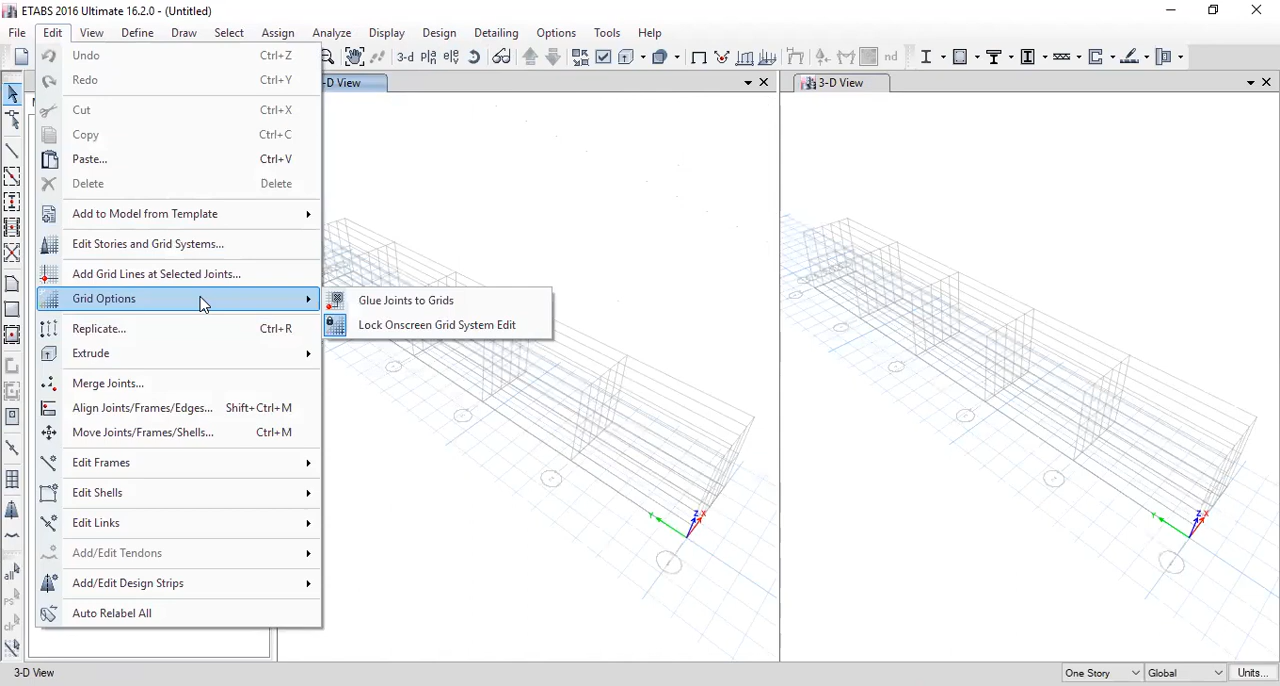 ETABS 2016 Ultimate 16.2.0 - (Untitled)
File Edit View Define Draw Select Assign Analyze Display Design Detailing Options Tools Help
3-d nd
-D View
3-D View
Undo Ctrl+Z
Redo Ctrl+Y
Cut Ctrl+X
Copy Ctrl+C
Paste... Ctrl+V
Delete Delete
Add to Model from Template
Edit Stories and Grid Systems...
Add Grid Lines at Selected Joints...
Grid Options
Glue Joints to Grids
Lock Onscreen Grid System Edit
Replicate... Ctrl+R
Extrude
Merge Joints...
Align Joints/Frames/Edges... Shift+Ctrl+M
Move Joints/Frames/Shells... Ctrl+M
Edit Frames
Edit Shells
Edit Links
Add/Edit Tendons
Add/Edit Design Strips
Auto Relabel All
all
ps
clr
Y Z X
Y Z X
3-D View One Story Global Units...